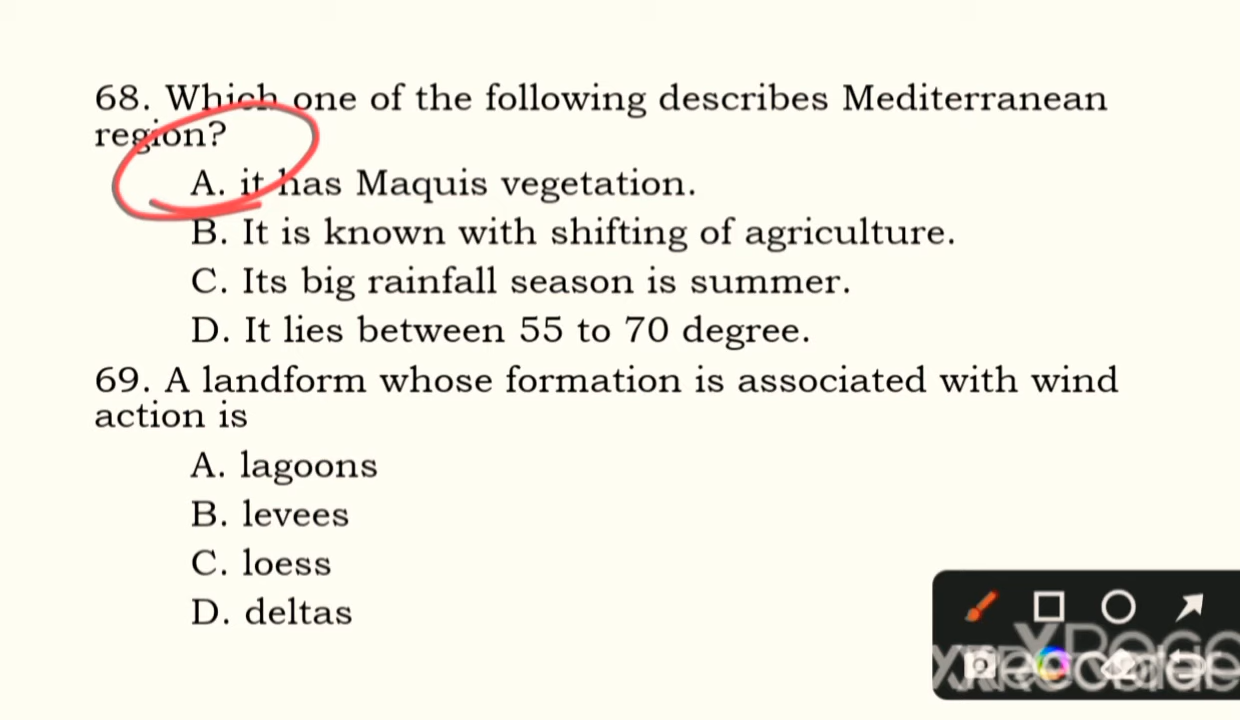 68. Which one of the following describes Mediterranean
region?
A. it has Maquis vegetation.
B. It is known with shifting of agriculture.
C. Its big rainfall season is summer.
D. It lies between 55 to 70 degree.
69. A landform whose formation is associated with wind
action is
A. lagoons
B. levees
C. loess
D. deltas